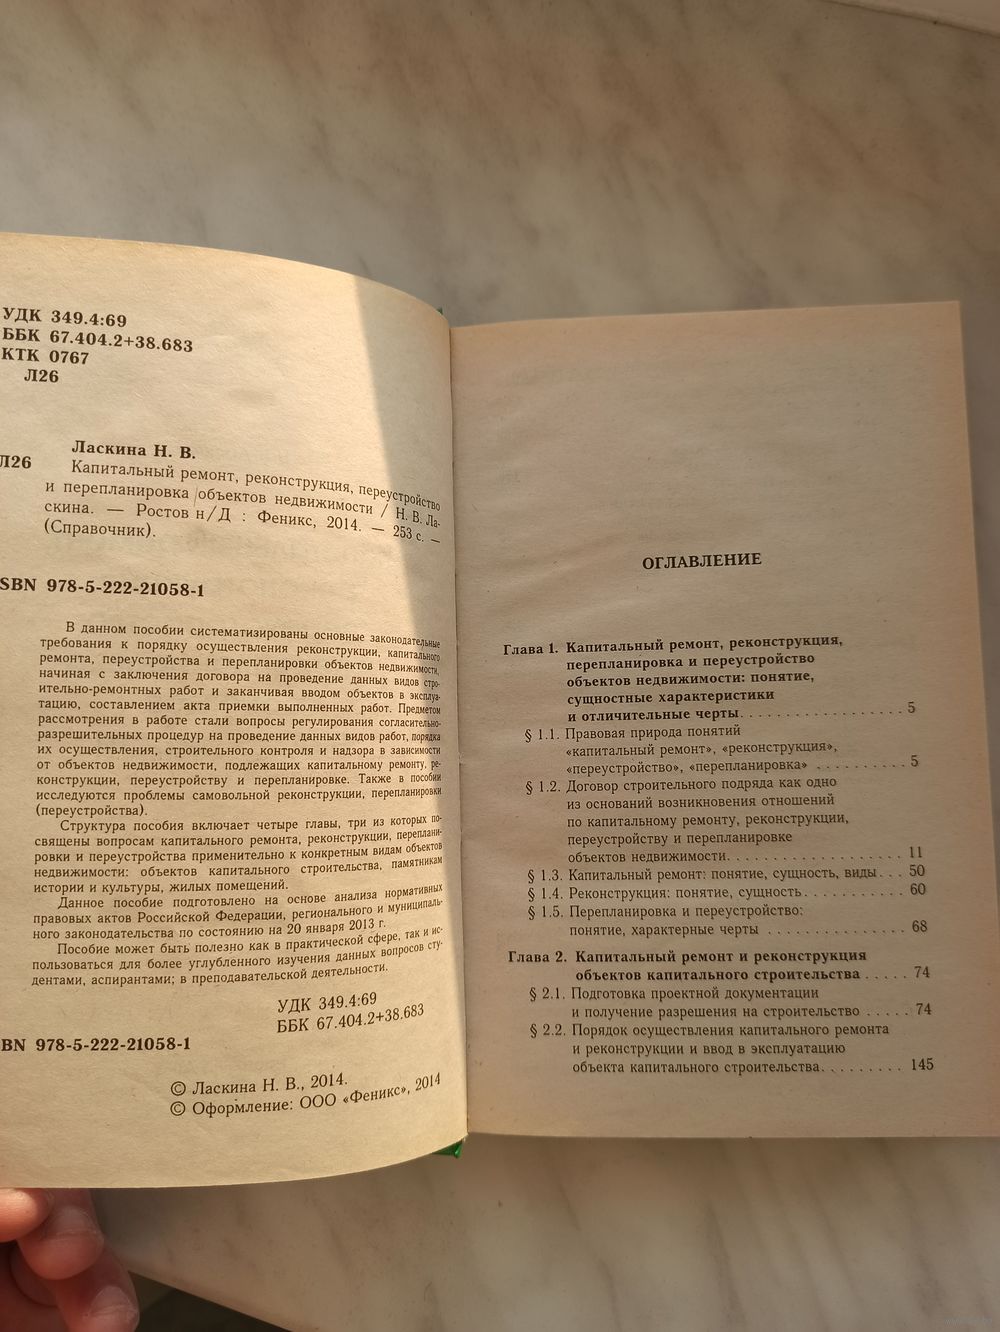 УДК 349.4:69
ББК 67.404.2+38.683
КТК 0767
Л26
Ласкина Н. В.
Л26
Капитальный ремонт, реконструкция, переустройство
и перепланировка объектов недвижимости / Н. В. Ла-
скина. — Ростов н/Д : Феникс, 2014. — 253 с. —
(Справочник).
SBN 978-5-222-21058-1
В данном пособии систематизированы основные законодательные
требования к порядку осуществления реконструкции, капитального
ремонта, переустройства и перепланировки объектов недвижимости,
начиная с заключения договора на проведение данных видов стро-
ительно-ремонтных работ и заканчивая вводом объектов в эксплуа-
тацию, составлением акта приемки выполненных работ. Предметом
рассмотрения в работе стали вопросы регулирования согласительно-
разрешительных процедур на проведение данных видов работ, порядка
их осуществления, строительного контроля и надзора в зависимости
от объектов недвижимости, подлежащих капитальному ремонту, ре-
конструкции, переустройству и перепланировке. Также в пособии
исследуются проблемы самовольной реконструкции, перепланировки
(переустройства).
Структура пособия включает четыре главы, три из которых по-
священы вопросам капитального ремонта, реконструкции, переплани-
ровки и переустройства применительно к конкретным видам объектов
недвижимости: объектов капитального строительства, памятникам
истории и культуры, жилых помещений.
Данное пособие подготовлено на основе анализа нормативных
правовых актов Российской Федерации, регионального и муниципаль-
ного законодательства по состоянию на 20 января 2013 г.
Пособие может быть полезно как в практической сфере, так и ис-
пользоваться для более углубленного изучения данных вопросов сту-
дентами, аспирантами; в преподавательской деятельности.
УДК 349.4:69
ББК 67.404.2+38.683
BN 978-5-222-21058-1
© Ласкина Н. В., 2014.
© Оформление: ООО «Феникс», 2014
ОГЛАВЛЕНИЕ
Глава 1. Капитальный ремонт, реконструкция,
перепланировка и переустройство
объектов недвижимости: понятие,
сущностные характеристики
и отличительные черты. . . . . . . . . . . . . . . . . . 5
§ 1.1. Правовая природа понятий
«капитальный ремонт», «реконструкция»,
«переустройство», «перепланировка» . . . . . . . . . . 5
§ 1.2. Договор строительного подряда как одно
из оснований возникновения отношений
по капитальному ремонту, реконструкции,
переустройству и перепланировке
объектов недвижимости. . . . . . . . . . . . . . . . . . . 11
§ 1.3. Капитальный ремонт: понятие, сущность, виды. . . 50
§ 1.4. Реконструкция: понятие, сущность. . . . . . . . . . . 60
§ 1.5. Перепланировка и переустройство:
понятие, характерные черты . . . . . . . . . . . . . . . 68
Глава 2. Капитальный ремонт и реконструкция
объектов капитального строительства . . . . . 74
§ 2.1. Подготовка проектной документации
и получение разрешения на строительство . . . . . 74
§ 2.2. Порядок осуществления капитального ремонта
и реконструкции и ввод в эксплуатацию
объекта капитального строительства. . . . . . . . . 145